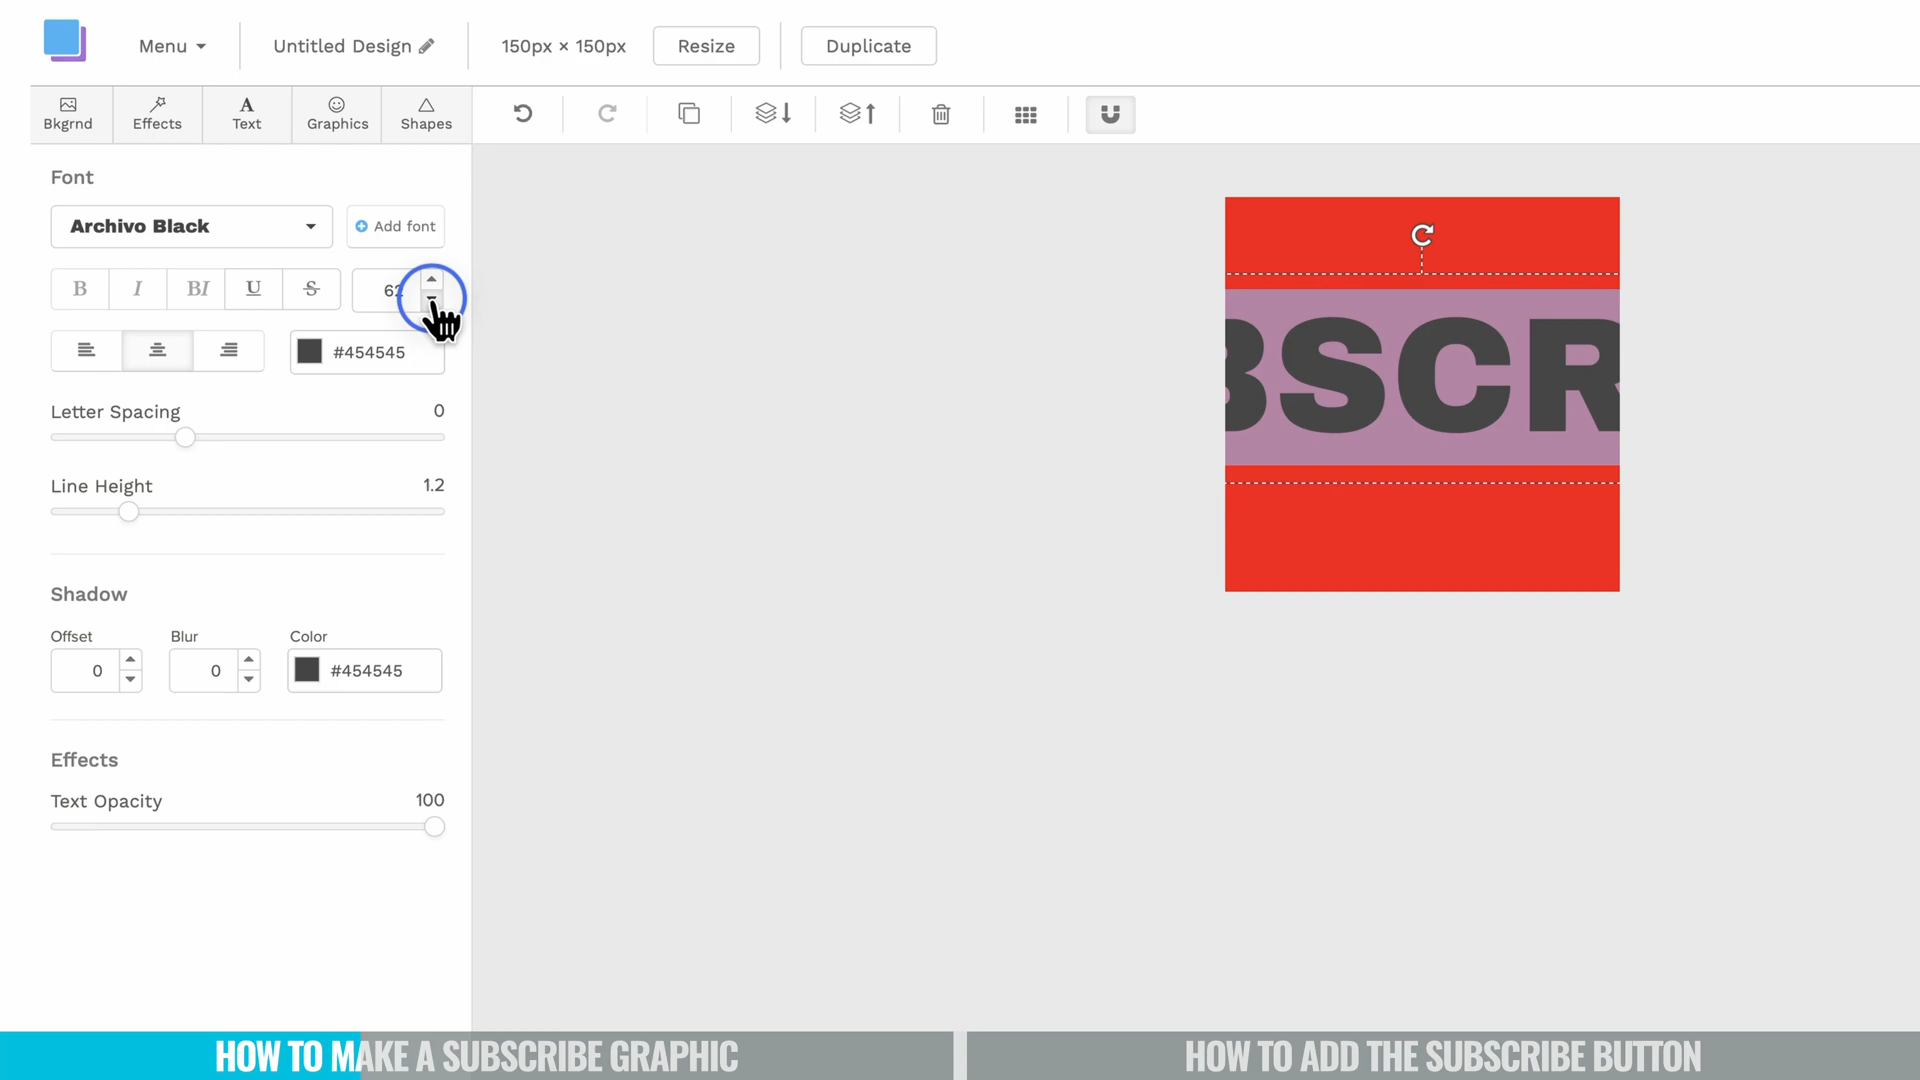 Menu
Untitled Design
150px × 150px
Resize
Duplicate
Bkgrnd
Effects
A
Text
Graphics
Shapes
Font
Archivo Black
Add font
B
I
BI
U
S
62
#454545
BSCR
Letter Spacing
0
Line Height
1.2
Shadow
Offset
Blur
Color
0
0
#454545
Effects
Text Opacity
100
HOW TO MAKE A SUBSCRIBE GRAPHIC
HOW TO ADD THE SUBSCRIBE BUTTON